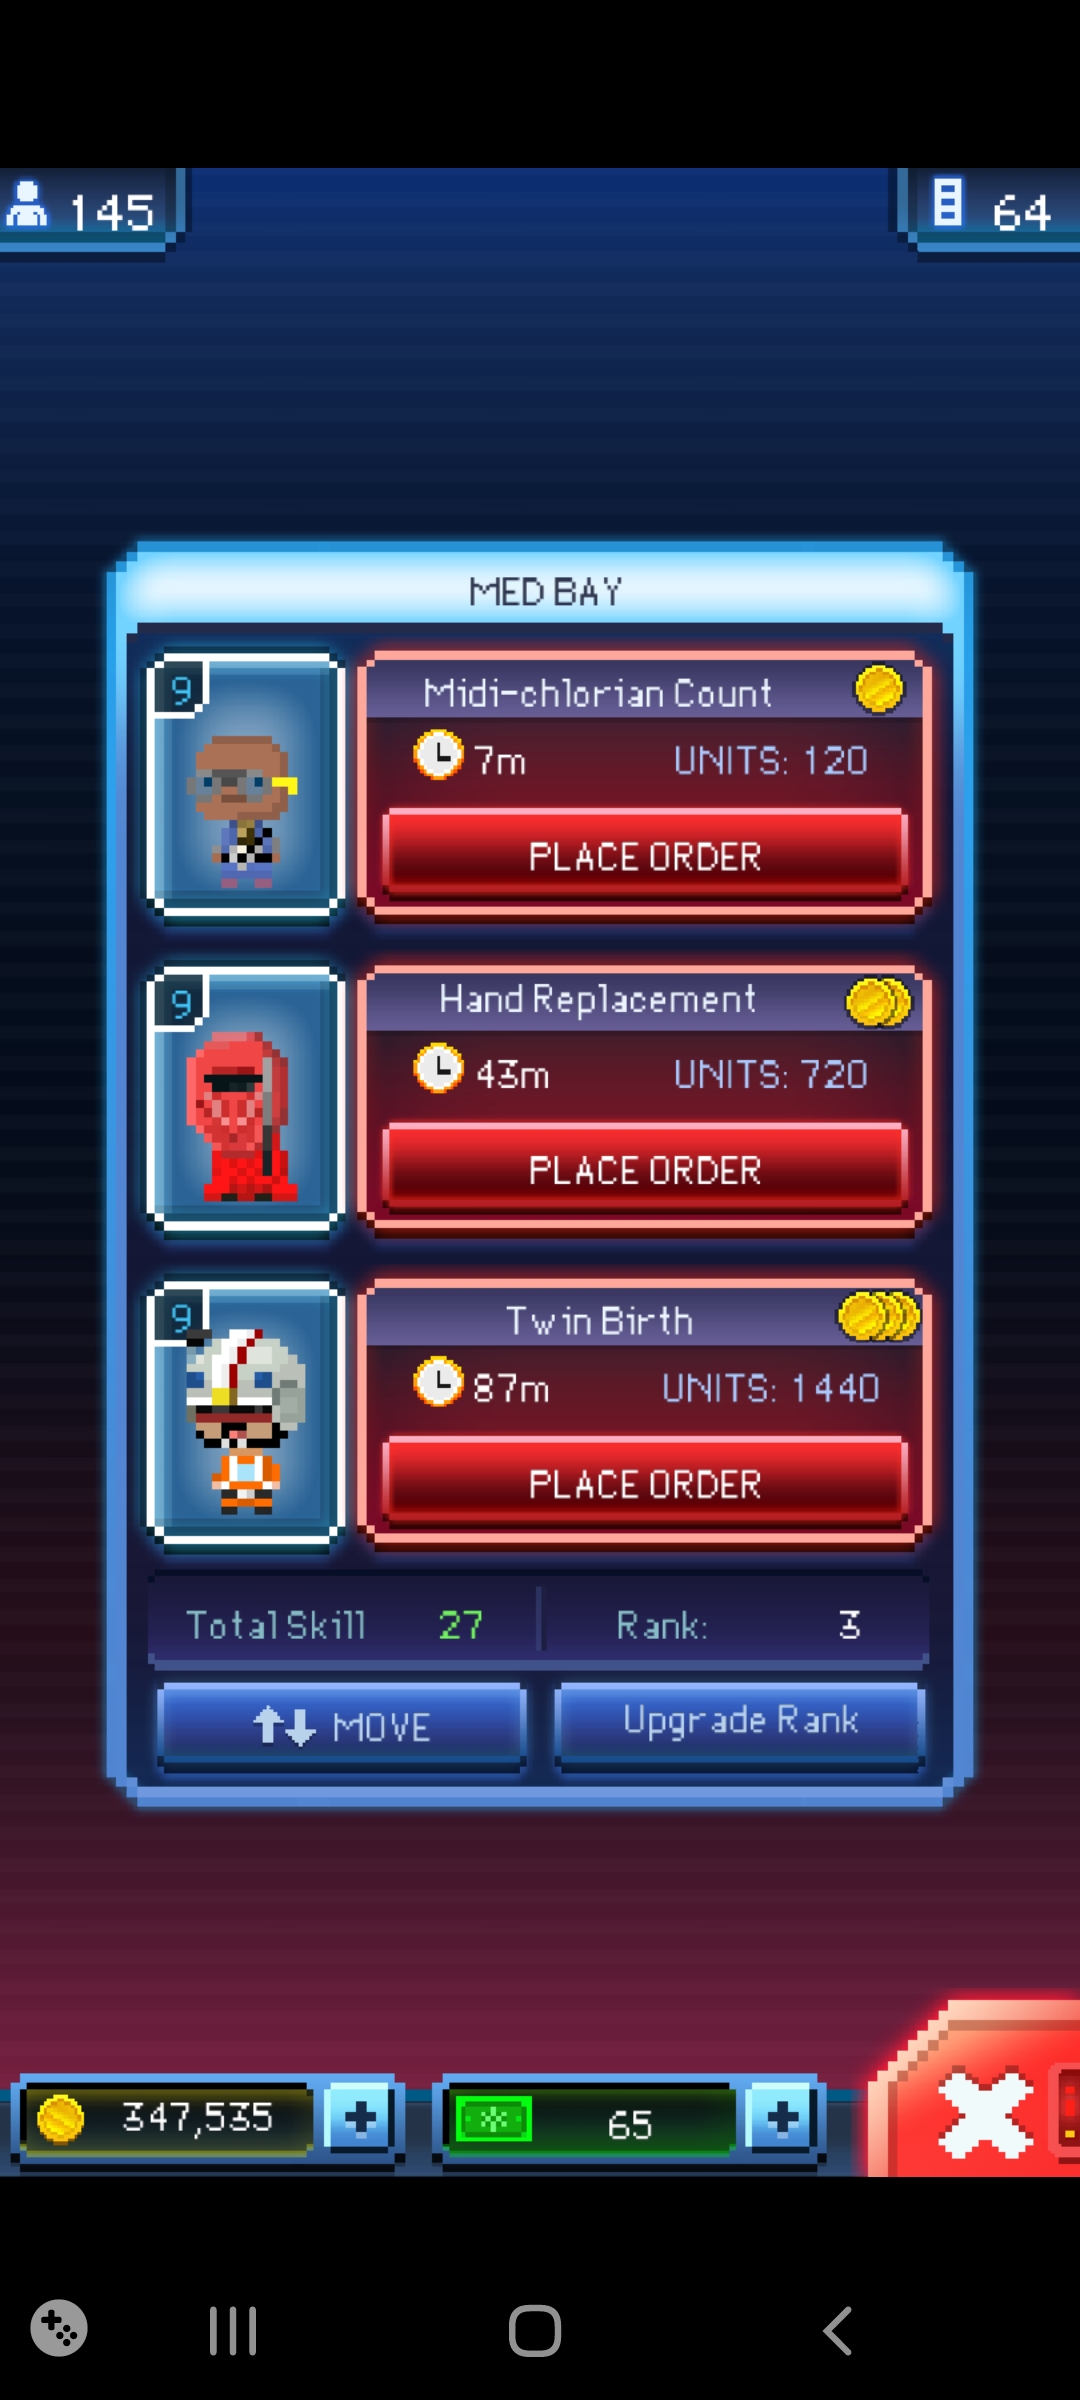 145
64
MED BAY
9
Midi-chlorian Count
7m UNITS: 120
PLACE ORDER
9
Hand Replacement
43m UNITS: 720
PLACE ORDER
9
Twin Birth
87m UNITS: 1440
PLACE ORDER
Total Skill 27 Rank: 3
MOVE Upgrade Rank
347,535 65